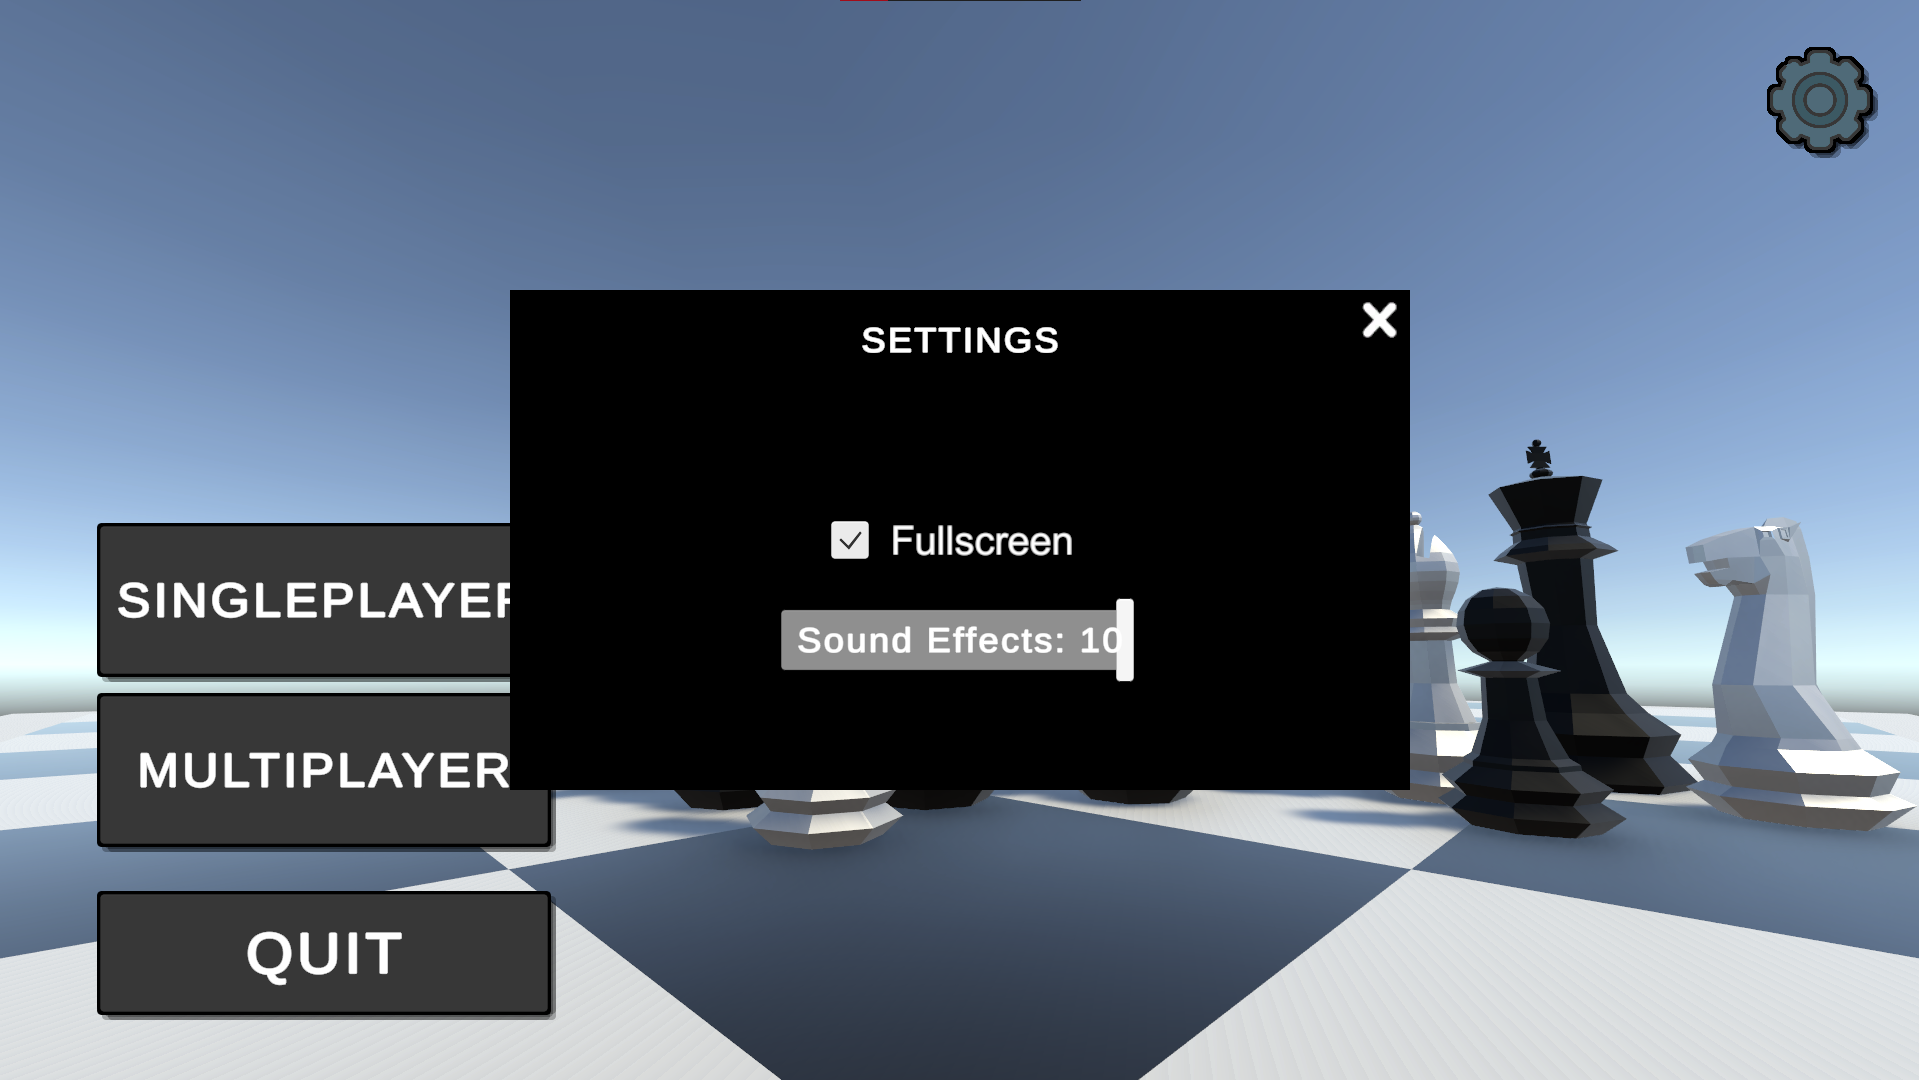 SETTINGS
Fullscreen
Sound Effects: 10
SINGLEPLAYER
MULTIPLAYER
QUIT